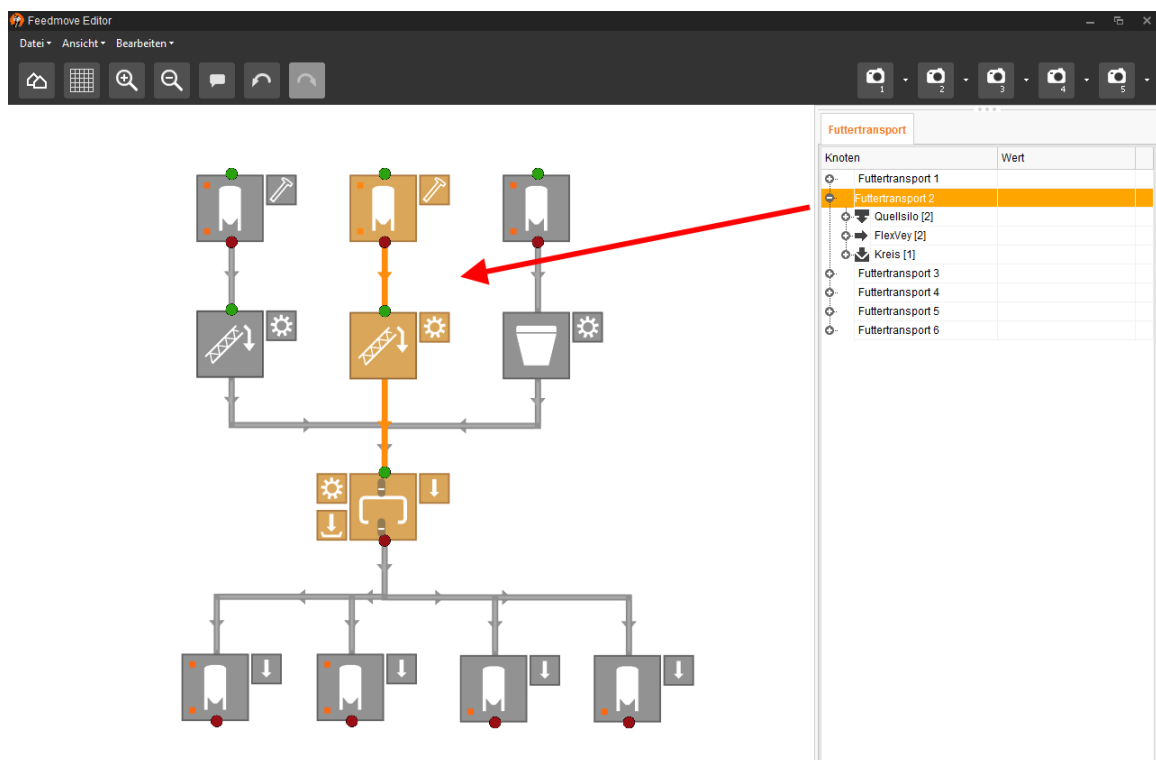 Feedmove Editor
Datei Ansicht Bearbeiten
1 2 3 4 5
Futtertransport
Knoten Wert
Futtertransport 1
Futtertransport 2
Quellsilo [2]
FlexVey [2]
Kreis [1]
Futtertransport 3
Futtertransport 4
Futtertransport 5
Futtertransport 6